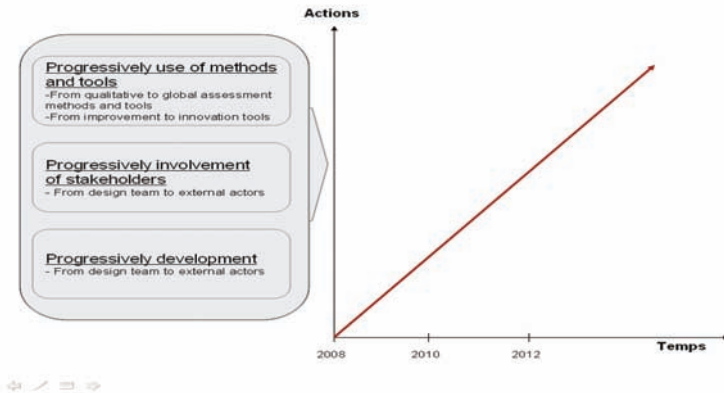 Actions
Progressively use of methods
and tools
-From qualitative to global assessment
methods and tools
-From improvement to innovation tools
Progressively involvement
of stakeholders
- From design team to external actors
Progressively development
- From design team to external actors
2008
2010
2012
Temps